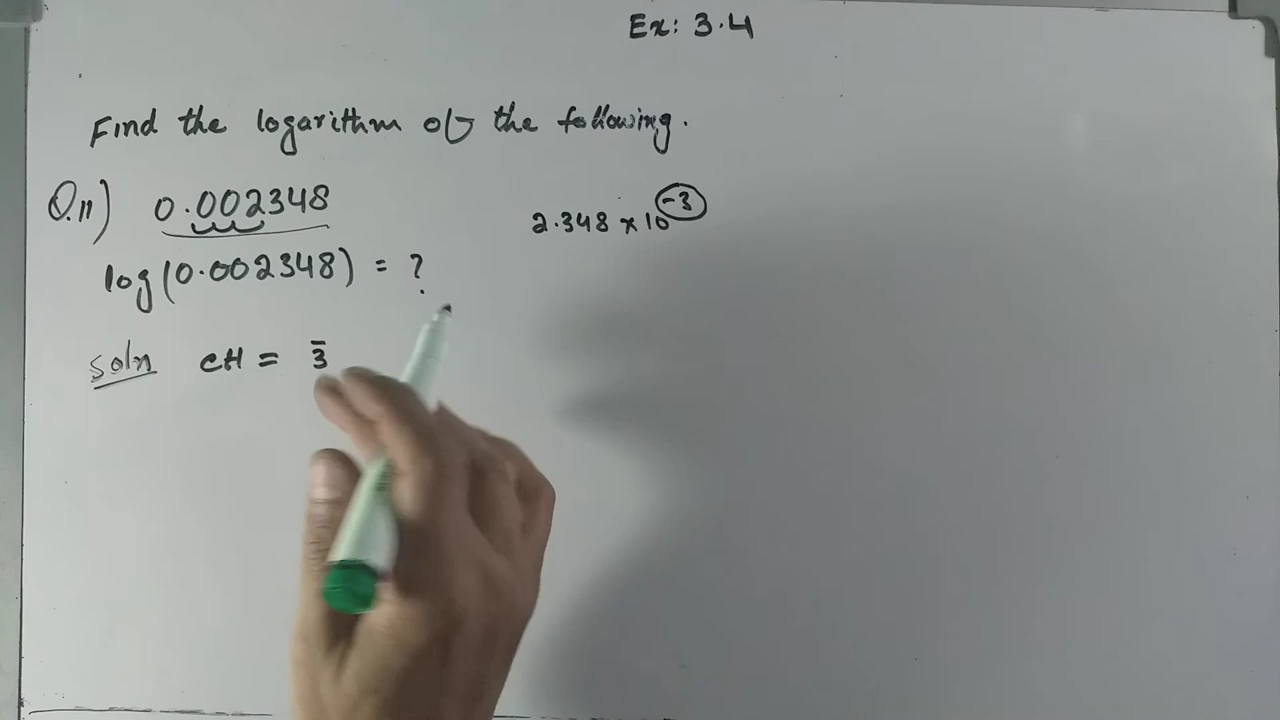 Ex: 3.4
Find the logarithm of the following.
Q.11) 0.002348
2.348 × 10⁻³
log(0.002348) = ?
Soln CH = 3̄